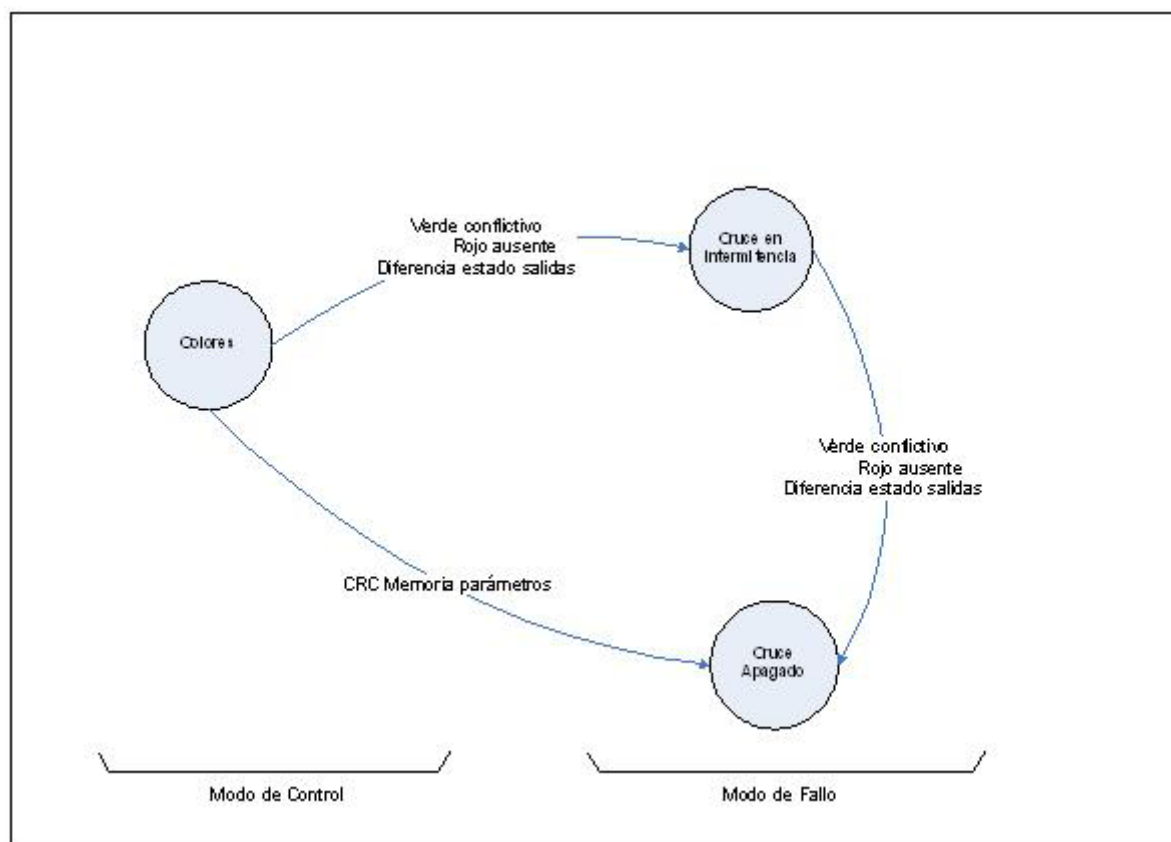 Verde conflictivo
Rojo ausente
Diferencia estado salidas
Cruce en
Intermitencia
Colores
Verde conflictivo
Rojo ausente
Diferencia estado salidas
CRC Memoria parámetros
Cruce
Apagado
Modo de Control
Modo de Fallo